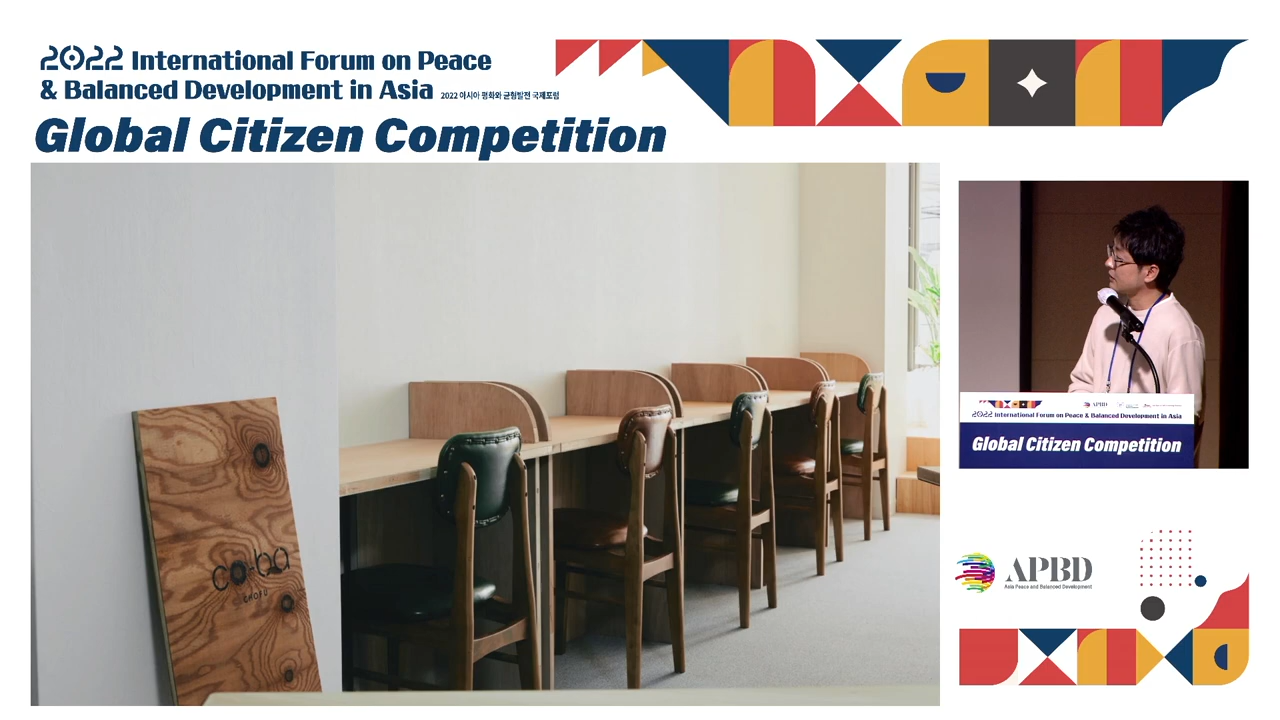 2022 International Forum on Peace
& Balanced Development in Asia 2022 아시아 평화와 균형발전 국제포럼
Global Citizen Competition
co-ba
CHOFU
APBD
2022 International Forum on Peace & Balanced Development in Asia
Global Citizen Competition
APBD
Asia Peace and Balanced Development